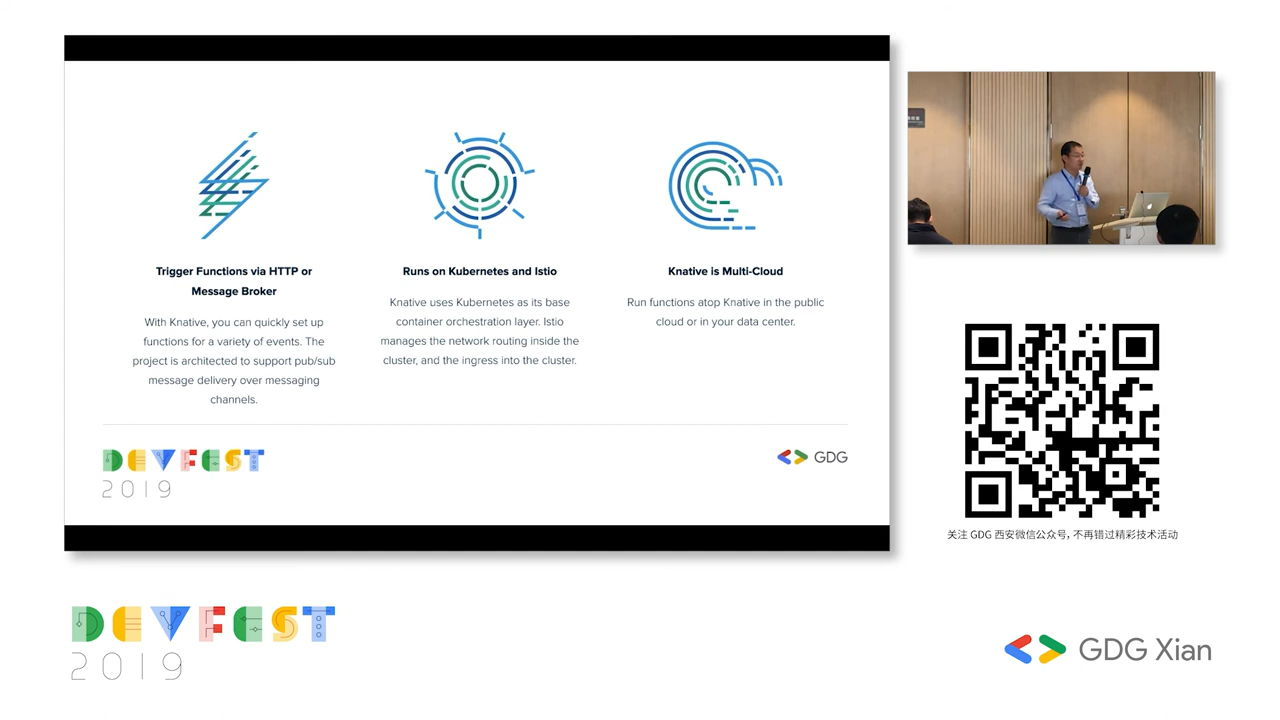 Trigger Functions via HTTP or
Message Broker
With Knative, you can quickly set up
functions for a variety of events. The
project is architected to support pub/sub
message delivery over messaging
channels.
Runs on Kubernetes and Istio
Knative uses Kubernetes as its base
container orchestration layer. Istio
manages the network routing inside the
cluster, and the ingress into the cluster.
Knative is Multi-Cloud
Run functions atop Knative in the public
cloud or in your data center.
DEVFEST
2019
GDG
关注 GDG 西安微信公众号, 不再错过精彩技术活动
DEVFEST
2019
GDG Xian